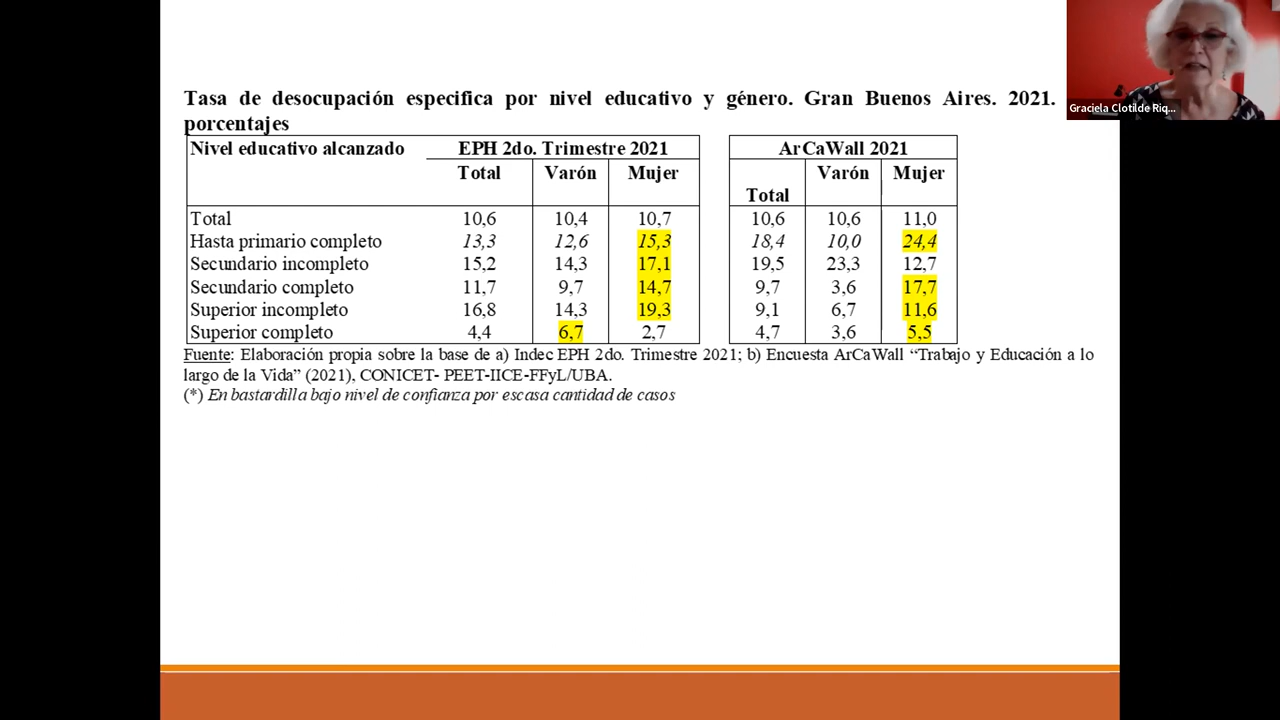 Tasa de desocupación especifica por nivel educativo y género. Gran Buenos Aires. 2021.
porcentajes
Nivel educativo alcanzado EPH 2do. Trimestre 2021 ArCaWall 2021
Total Varón Mujer Total Varón Mujer
Total 10,6 10,4 10,7 10,6 10,6 11,0
Hasta primario completo 13,3 12,6 15,3 18,4 10,0 24,4
Secundario incompleto 15,2 14,3 17,1 19,5 23,3 12,7
Secundario completo 11,7 9,7 14,7 9,7 3,6 17,7
Superior incompleto 16,8 14,3 19,3 9,1 6,7 11,6
Superior completo 4,4 6,7 2,7 4,7 3,6 5,5
Fuente: Elaboración propia sobre la base de a) Indec EPH 2do. Trimestre 2021; b) Encuesta ArCaWall “Trabajo y Educación a lo
largo de la Vida” (2021), CONICET- PEET-IICE-FFyL/UBA.
(*) En bastardilla bajo nivel de confianza por escasa cantidad de casos
Graciela Clotilde Riq...